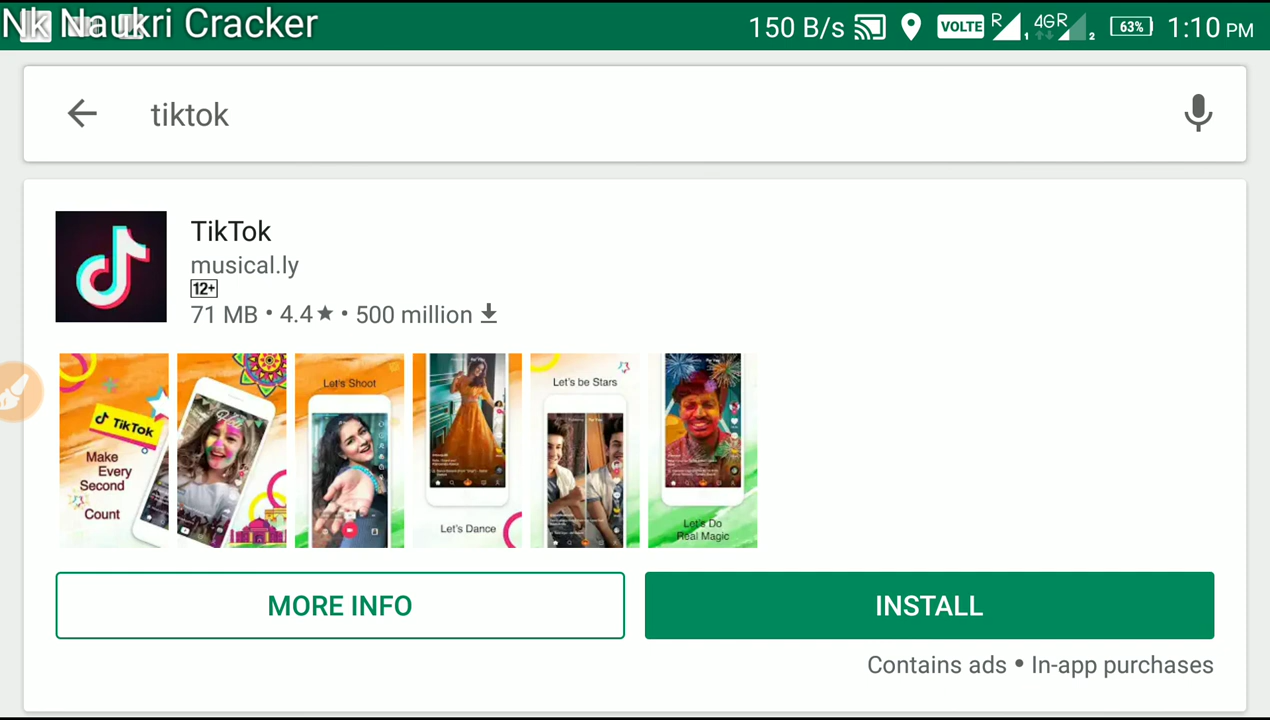 Nk Naukri Cracker
150 B/s VOLTE R 1 4G R 2 63% 1:10 PM
tiktok
TikTok
musical.ly
12+
71 MB • 4.4★ • 500 million
TikTok
Make
Every
Second
Count
Let's Shoot
Let's Dance
Let's be Stars
Let's Do
Real Magic
MORE INFO
INSTALL
Contains ads • In-app purchases